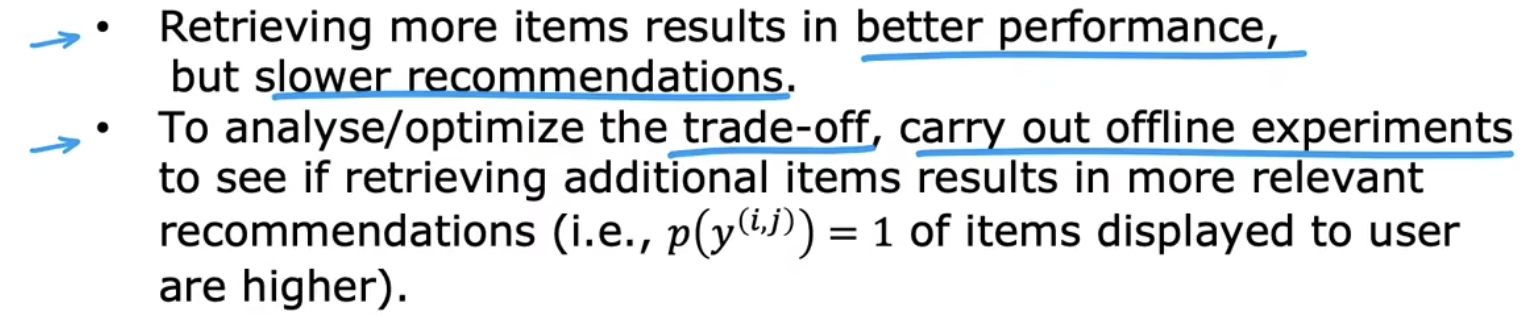 • Retrieving more items results in better performance,
but slower recommendations.
• To analyse/optimize the trade-off, carry out offline experiments
to see if retrieving additional items results in more relevant
recommendations (i.e., p(y^(i,j)) = 1 of items displayed to user
are higher).